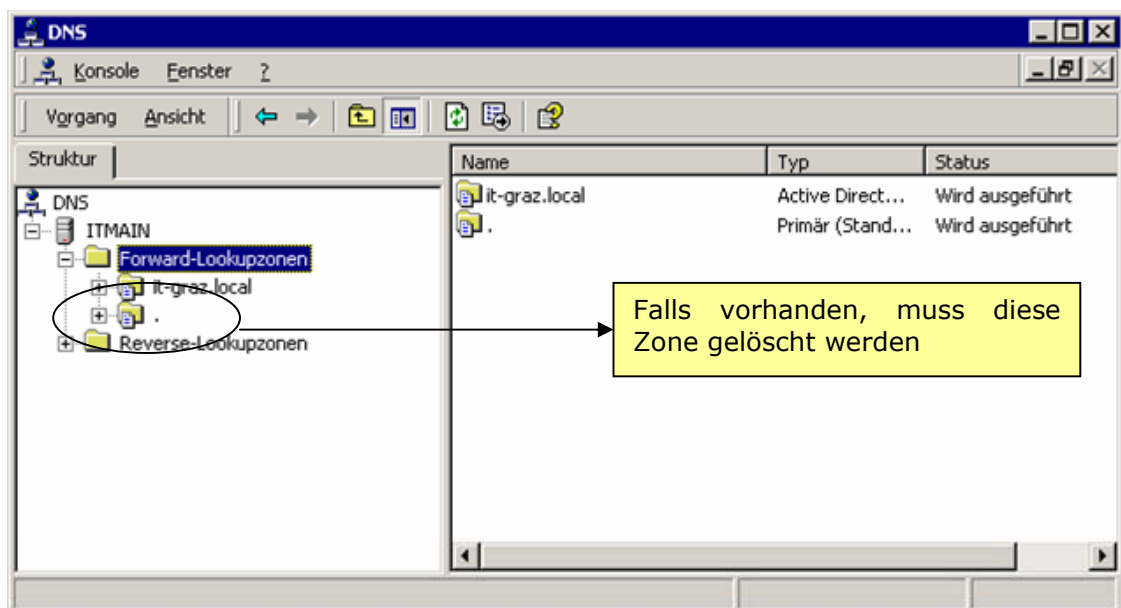 DNS
Konsole Fenster ?
Vorgang Ansicht
Struktur
Name Typ Status
DNS
ITMAIN
Forward-Lookupzonen
it-graz.local
.
Reverse-Lookupzonen
it-graz.local Active Direct... Wird ausgeführt
. Primär (Stand... Wird ausgeführt
Falls vorhanden, muss diese
Zone gelöscht werden